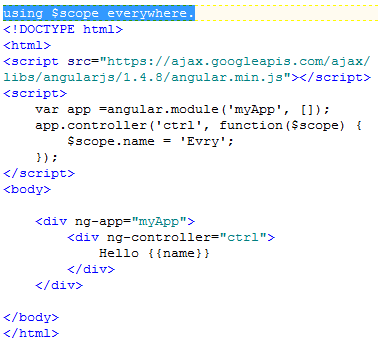 using $scope everywhere.
<!DOCTYPE html>
<html>
<script src="https://ajax.googleapis.com/ajax/
libs/angularjs/1.4.8/angular.min.js"></script>
<script>
    var app =angular.module('myApp', []);
    app.controller('ctrl', function($scope) {
        $scope.name = 'Evry';
    });
</script>
<body>
    <div ng-app="myApp">
        <div ng-controller="ctrl">
            Hello {{name}}
        </div>
    </div>
</body>
</html>